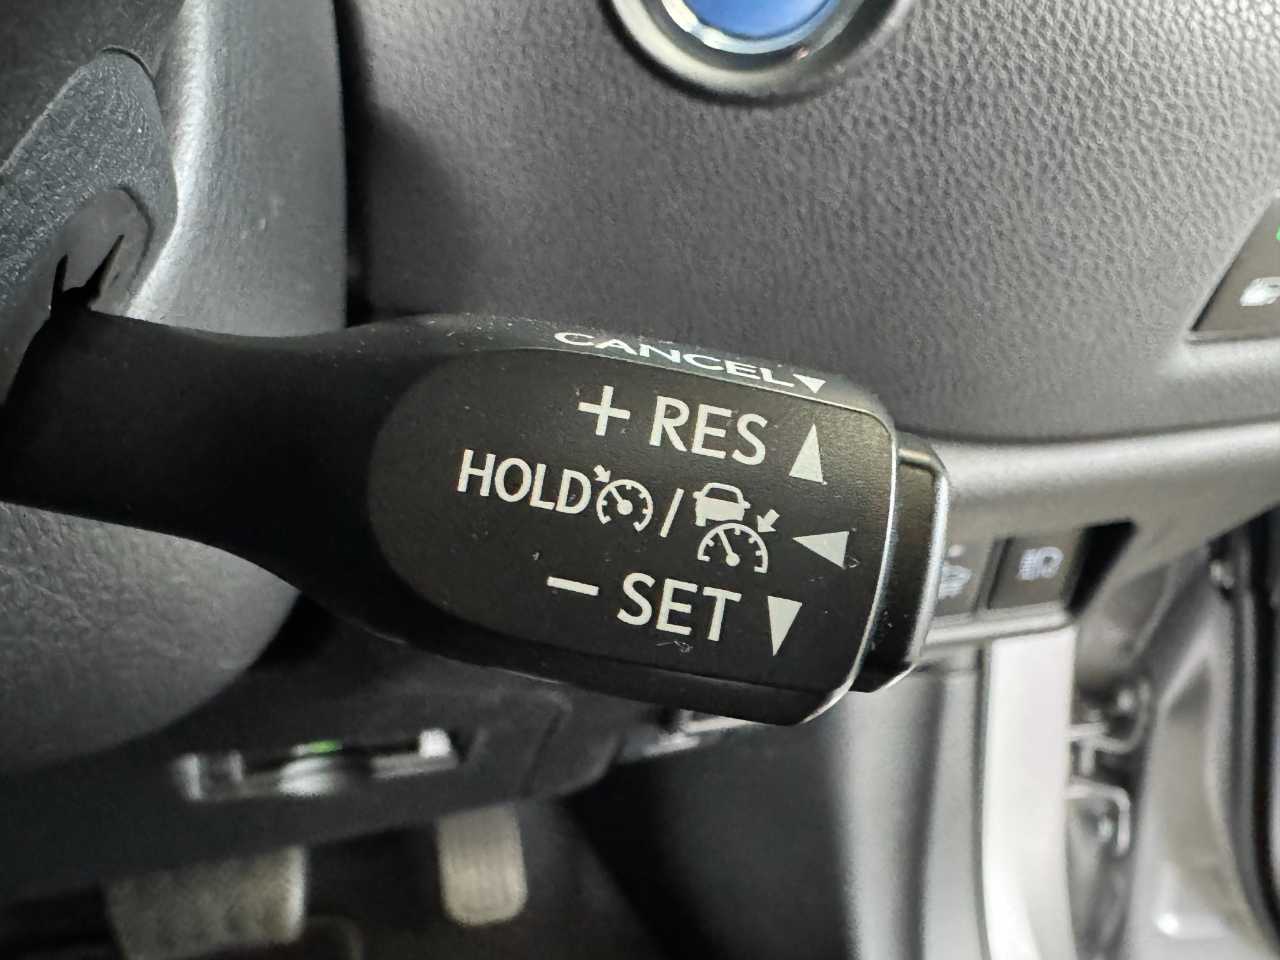 CANCEL
+ RES
HOLD /
− SET